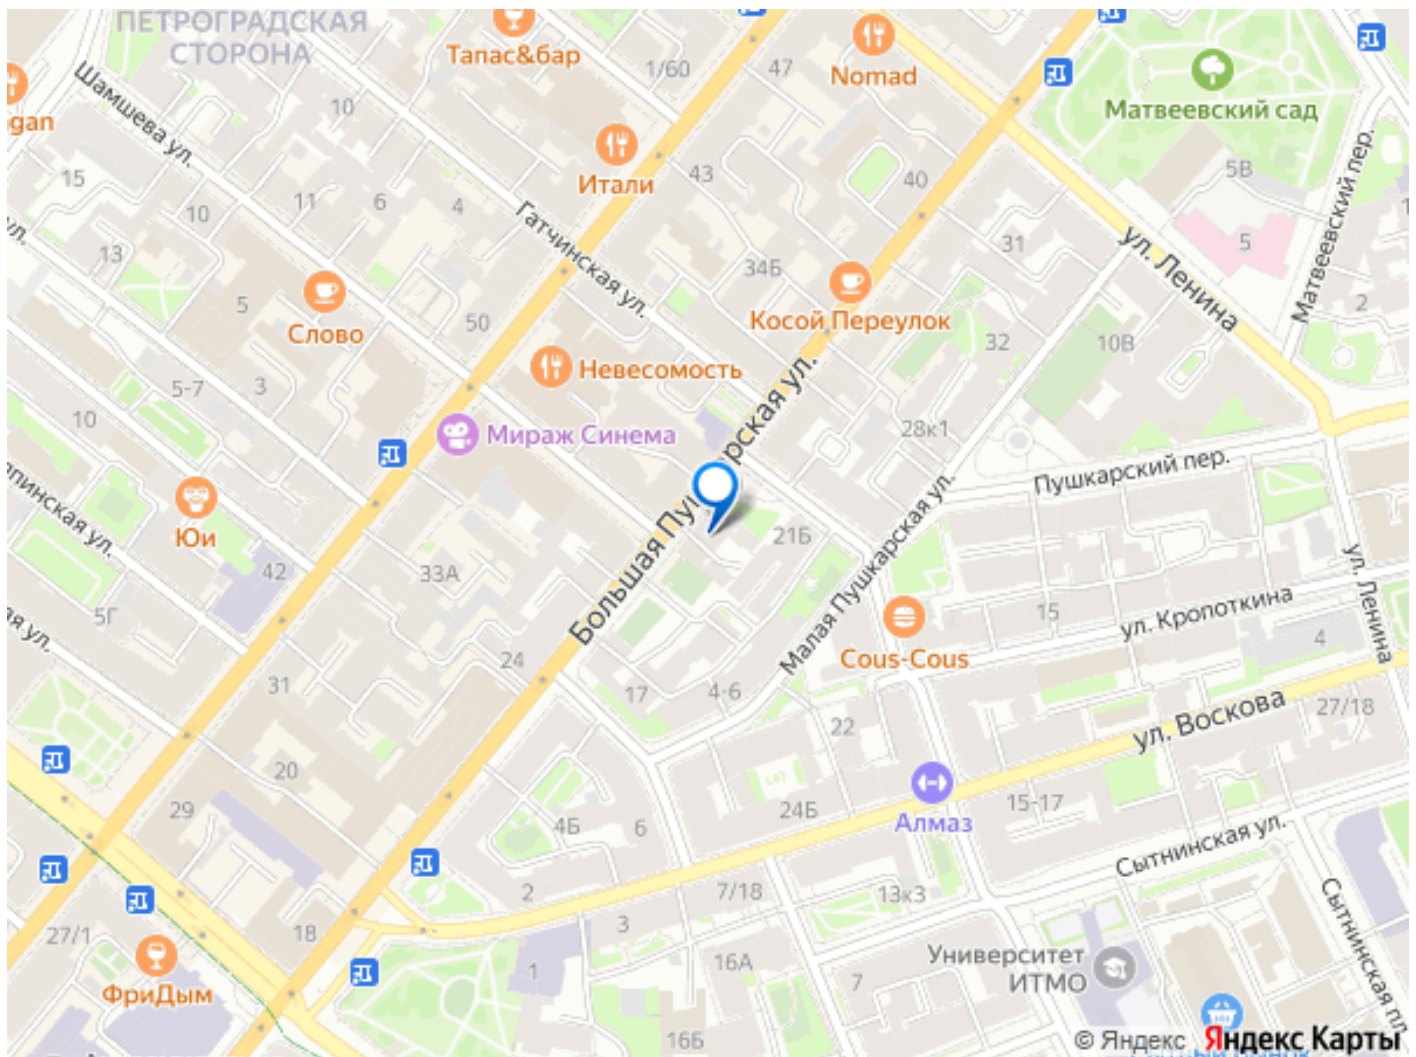 ПЕТРОГРАДСКАЯ
СТОРОНА
Тапас&бар
1/60
47
Nomad
Матвеевский сад
gan
Шамшева ул.
10
Итали
43
40
5В
Матвеевский пер.
15
10
11
6
4
Гатчинская ул.
31
5
ул. Ленина
ул.
13
34Б
2
5
Слово
50
Косой Переулок
32
10В
5-7
3
Невесомость
10
Мираж Синема
28к1
Пушкарский пер.
Юи
Большая Пу
рская ул.
21Б
Малая Пушкарская ул.
42
33А
5Г
15
ул. Кропоткина
ул. Ленина
4
Cous-Cous
24
31
17
4-6
22
ул. Воскова
27/18
20
29
4Б
6
24Б
Алмаз
15-17
Сытнинская ул.
2
7/18
13к3
3
Сытнинская пл.
27/1
18
ФриДым
1
16А
7
Университет
ИТМО
16Б
© Яндекс Яндекс Карты